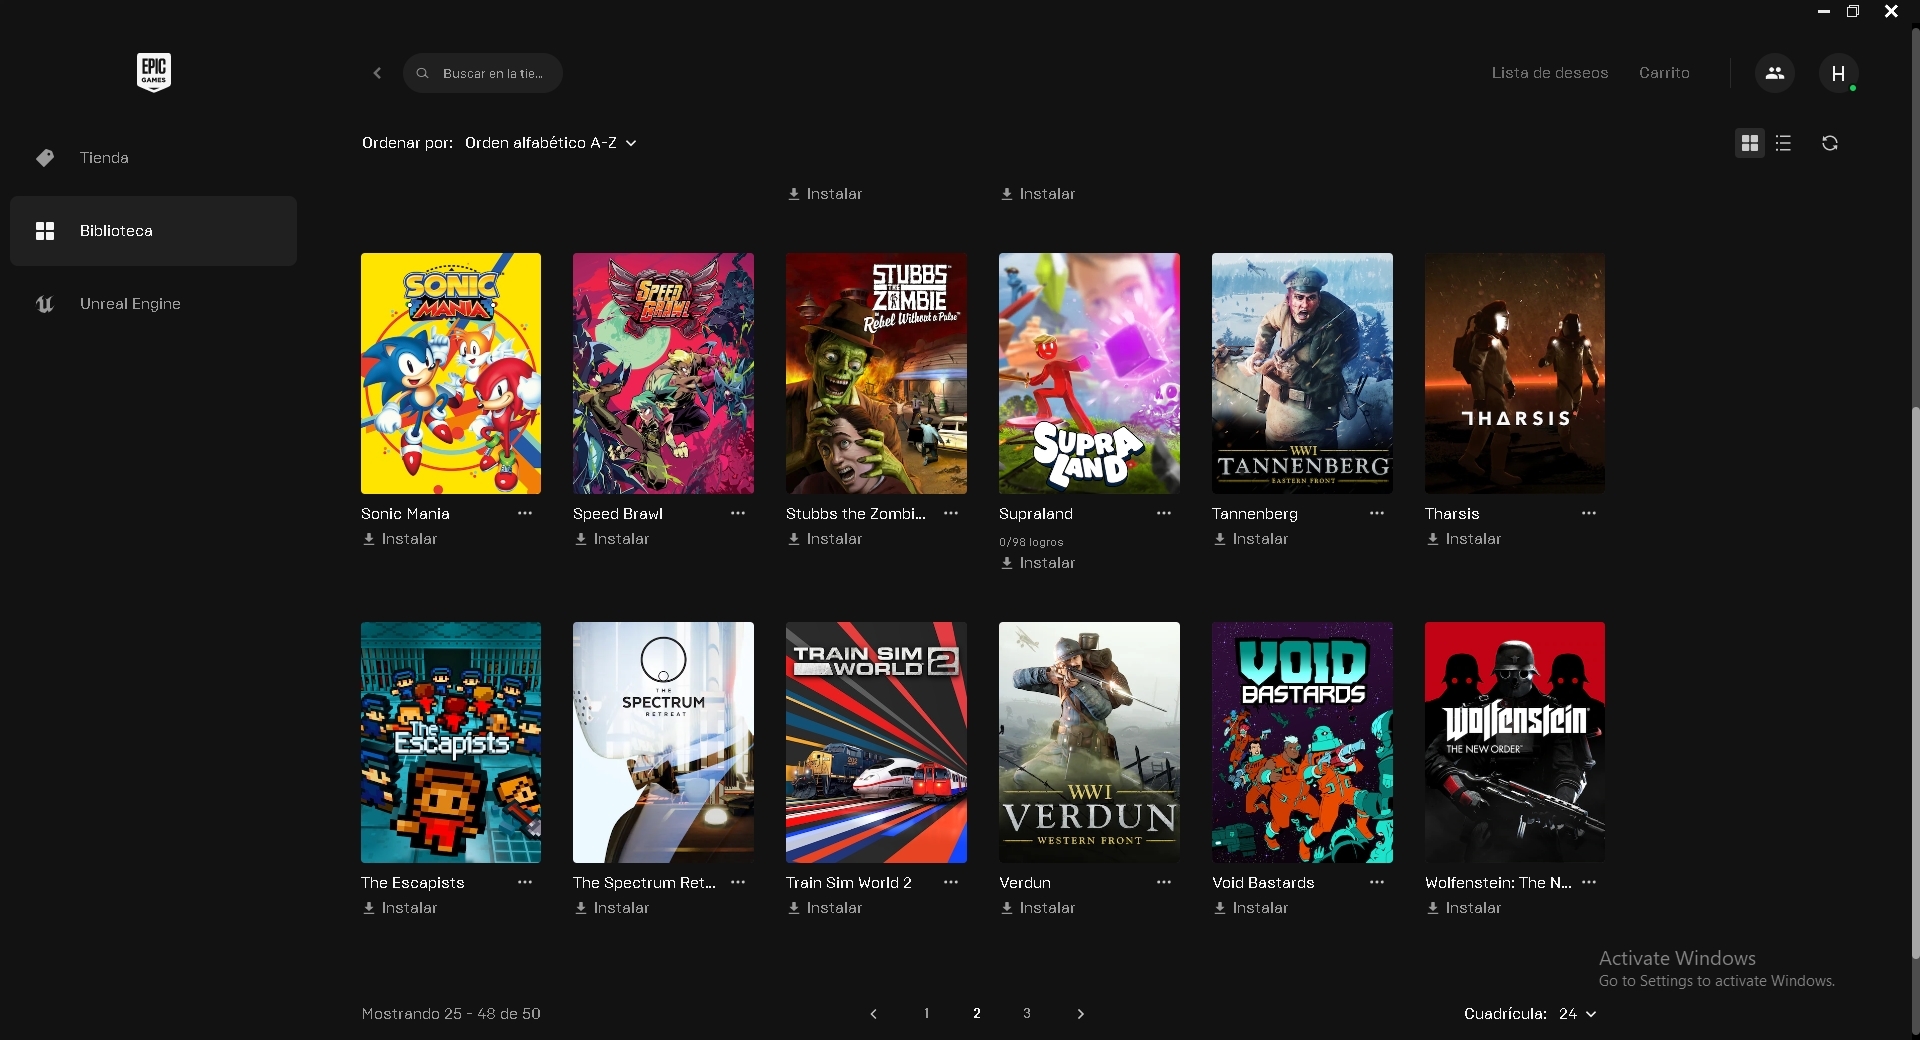 EPIC
GAMES
Buscar en la tie...
Lista de deseos
Carrito
H
Tienda
Biblioteca
Unreal Engine
Ordenar por: Orden alfabético A-Z
Instalar
Instalar
SONIC
MANIA
SPEED
BRAWL
STUBBS
THE
ZOMBIE
in
Rebel Without a Pulse
SUPRA
LAND
WWI
TANNENBERG
EASTERN FRONT
THARSIS
Sonic Mania
Instalar
Speed Brawl
Instalar
Stubbs the Zombi...
Instalar
Supraland
0/98 logros
Instalar
Tannenberg
Instalar
Tharsis
Instalar
The
Escapists
THE
SPECTRUM
RETREAT
TRAIN SIM
WORLD 2
WWI
VERDUN
WESTERN FRONT
VOID
BASTARDS
Wolfenstein
THE NEW ORDER
The Escapists
Instalar
The Spectrum Ret...
Instalar
Train Sim World 2
Instalar
Verdun
Instalar
Void Bastards
Instalar
Wolfenstein: The N...
Instalar
Activate Windows
Go to Settings to activate Windows.
Mostrando 25 - 48 de 50
1 2 3
Cuadrícula: 24